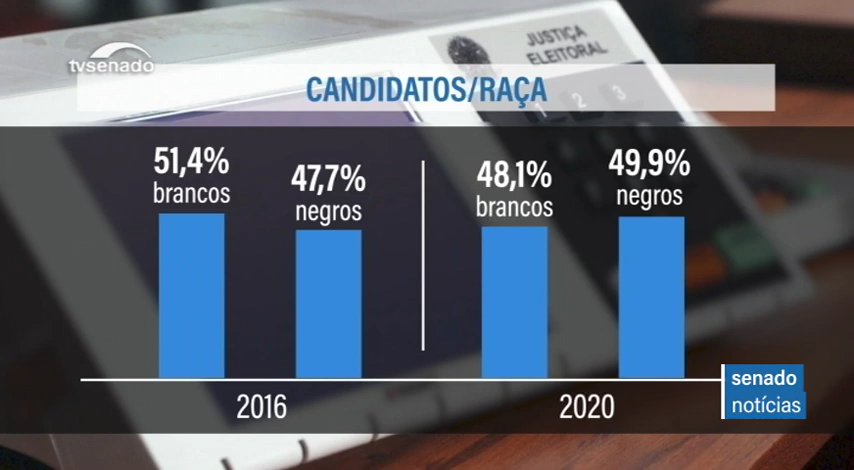 JUSTIÇA
ELEITORAL
tvsenado
CANDIDATOS/RAÇA
1 2 3
51,4%
brancos
47,7%
negros
48,1%
brancos
49,9%
negros
2016
2020
senado
notícias